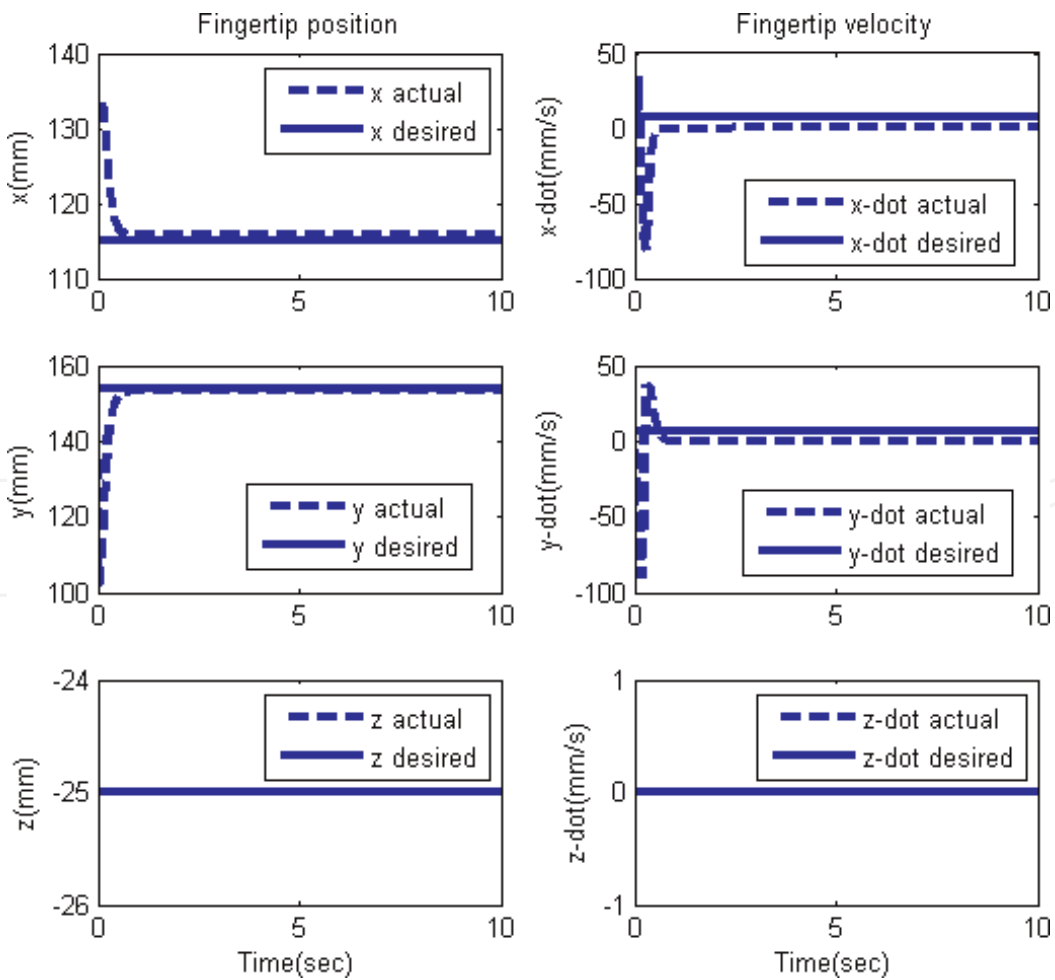 Fingertip position
140
130
120
110
x(mm)
x actual
x desired
0
5
10
Fingertip velocity
50
0
-50
-100
x-dot(mm/s)
x-dot actual
x-dot desired
0
5
10
160
140
120
100
y(mm)
y actual
y desired
0
5
10
50
0
-50
-100
y-dot(mm/s)
y-dot actual
y-dot desired
0
5
10
-24
-25
-26
z(mm)
z actual
z desired
0
5
10
Time(sec)
1
0
-1
z-dot(mm/s)
z-dot actual
z-dot desired
0
5
10
Time(sec)